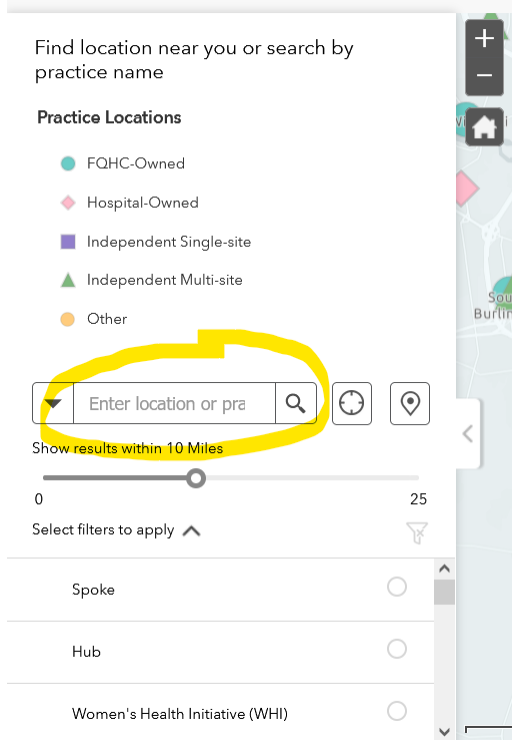 Find location near you or search by
practice name
Practice Locations
FQHC-Owned
Hospital-Owned
Independent Single-site
Independent Multi-site
Other
Enter location or pra
Show results within 10 Miles
0
25
Select filters to apply
Spoke
Hub
Women's Health Initiative (WHI)
+
−
Sou
Burlin